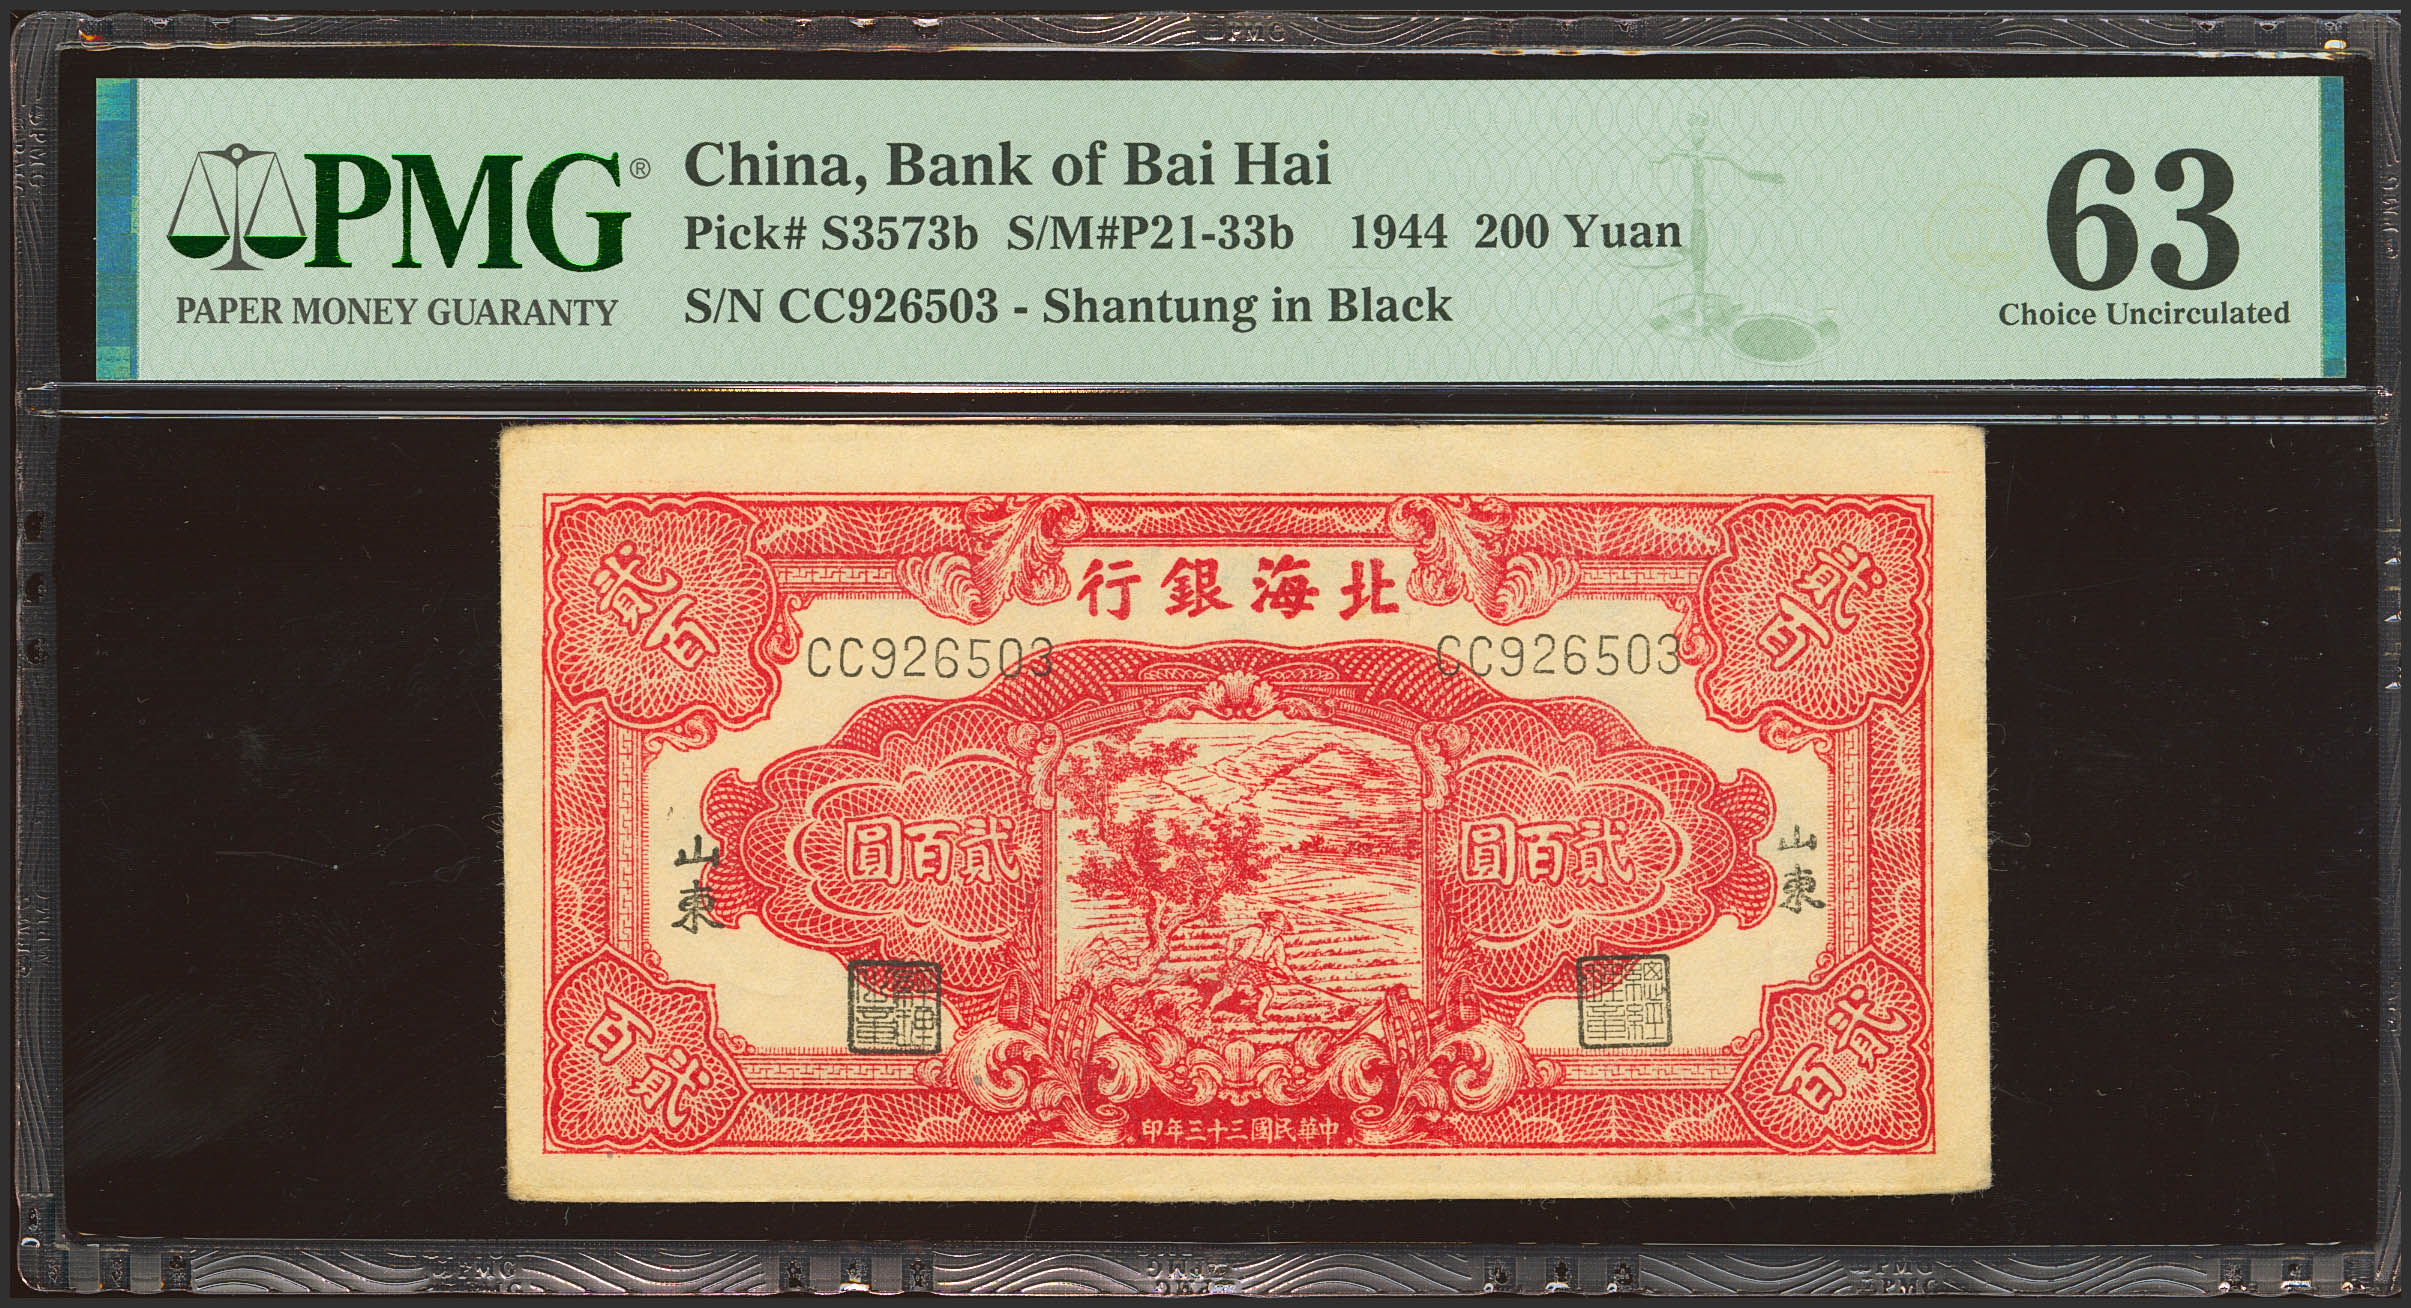 PMG®
PAPER MONEY GUARANTY
China, Bank of Bai Hai
Pick# S3573b S/M#P21-33b 1944 200 Yuan
S/N CC926503 - Shantung in Black
63
Choice Uncirculated
行銀海北
貳百
貳百
CC926503
CC926503
圓百貳
圓百貳
山東
山東
百貳
貳百
印年三十三國民華中